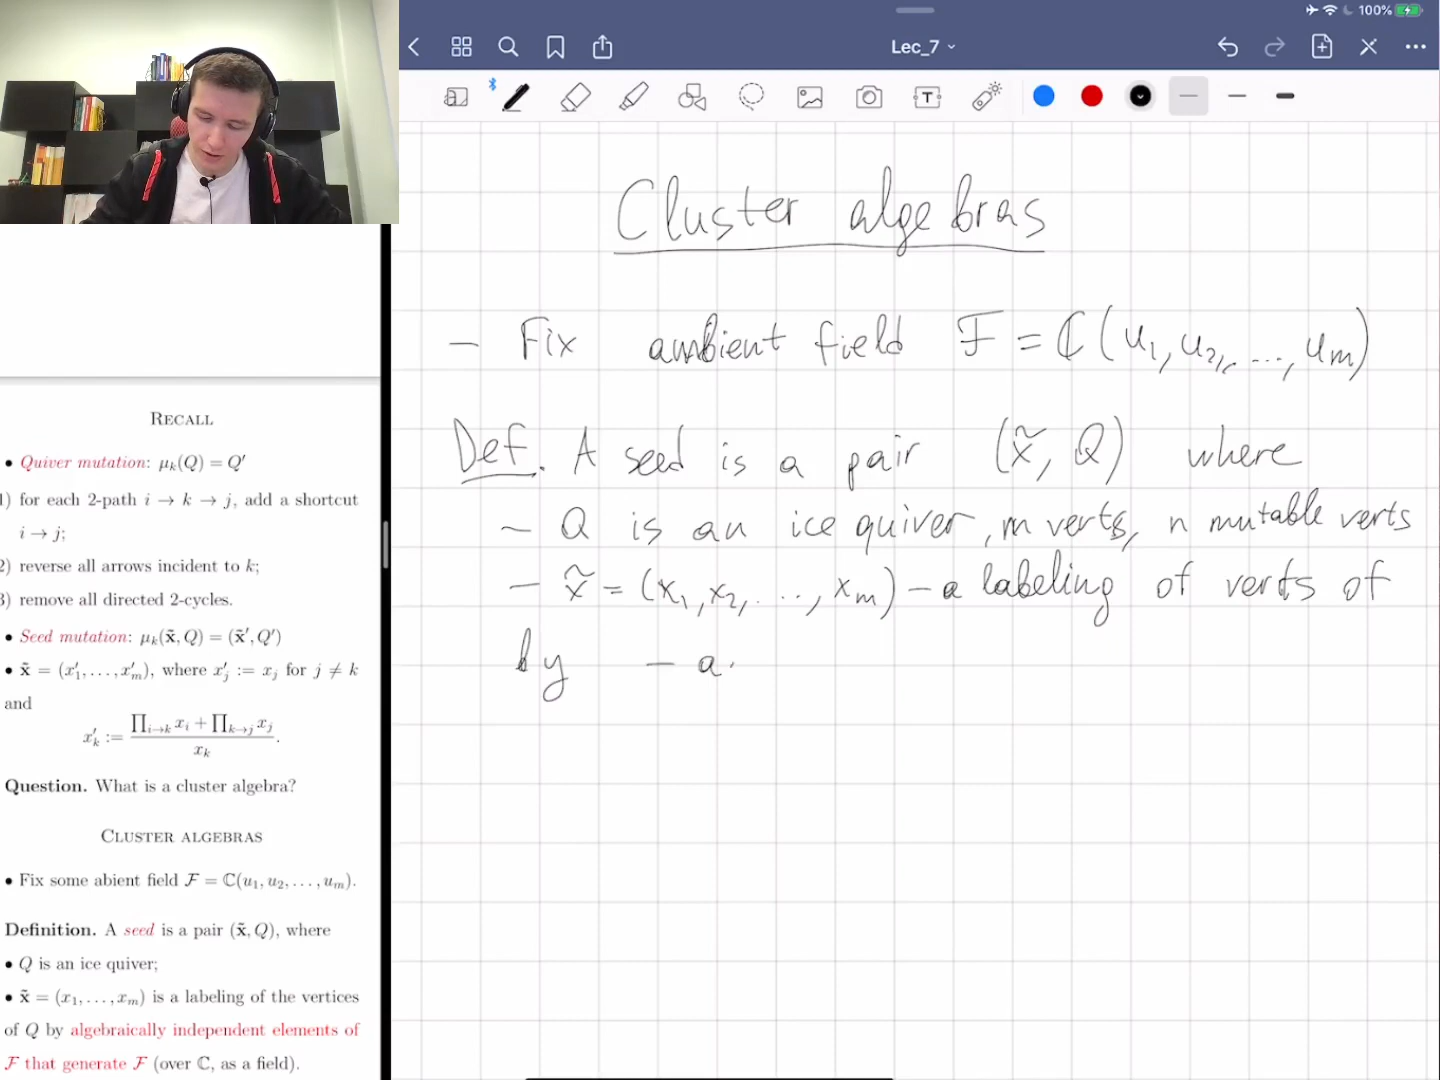 100%
Lec_7
T
Cluster algebras
— Fix ambient field F = ℂ(u₁, u₂, ..., uₘ)
Def. A seed is a pair (x̃, Q) where
— Q is an ice quiver, m verts, n mutable verts
— x̃ = (x₁, x₂, ..., xₘ) – a labeling of verts of
by — a
RECALL
• Quiver mutation: μₖ(Q) = Q′
1) for each 2-path i → k → j, add a shortcut
i → j;
2) reverse all arrows incident to k;
3) remove all directed 2-cycles.
• Seed mutation: μₖ(x̃, Q) = (x̃′, Q′)
• x̃ = (x′₁, . . . , x′ₘ), where x′ⱼ := xⱼ for j ≠ k
and
x′ₖ := (∏_{i→k} xᵢ + ∏_{k→j} xⱼ) / xₖ.
Question. What is a cluster algebra?
CLUSTER ALGEBRAS
• Fix some abient field F = ℂ(u₁, u₂, . . . , uₘ).
Definition. A seed is a pair (x̃, Q), where
• Q is an ice quiver;
• x̃ = (x₁, . . . , xₘ) is a labeling of the vertices
of Q by algebraically independent elements of
F that generate F (over ℂ, as a field).